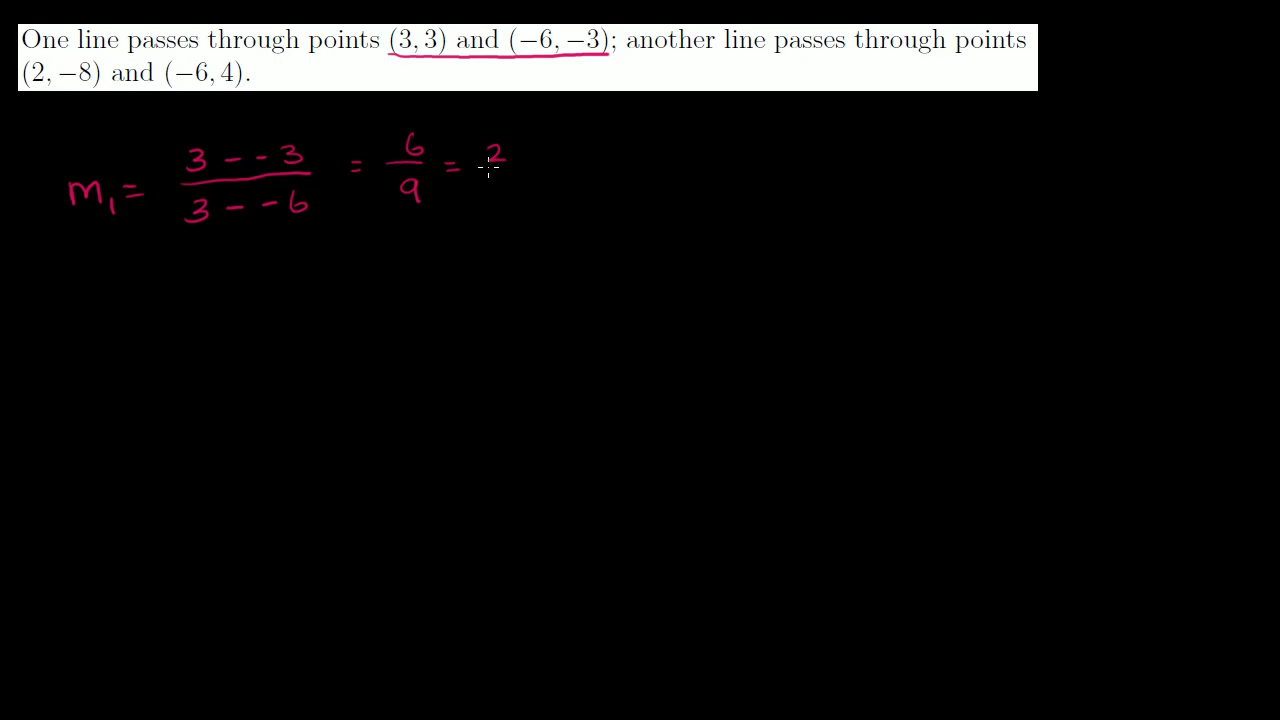 One line passes through points (3, 3) and (−6, −3); another line passes through points
(2, −8) and (−6, 4).
m₁ = 3 - - 3 / 3 - - 6 = 6 / 9 = 2